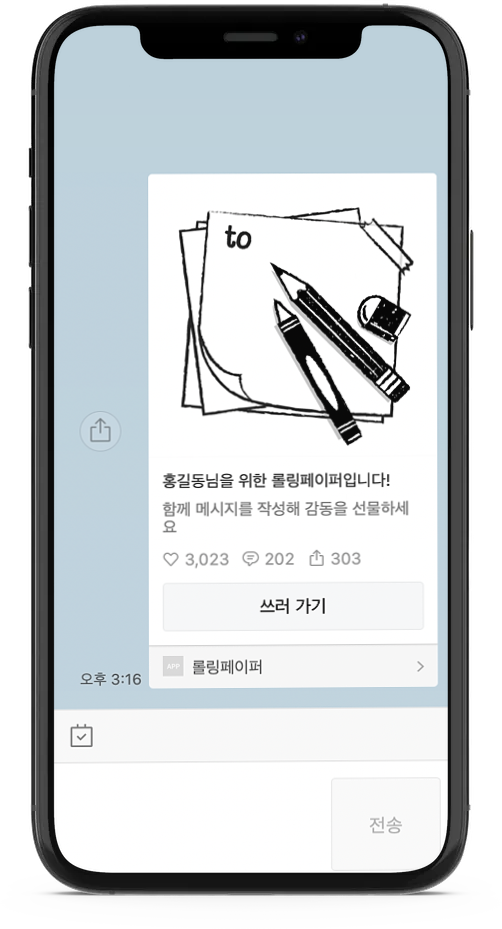 to
홍길동님을 위한 롤링페이퍼입니다!
함께 메시지를 작성해 감동을 선물하세
요
3,023 202 303
쓰러 가기
APP 롤링페이퍼
오후 3:16
전송